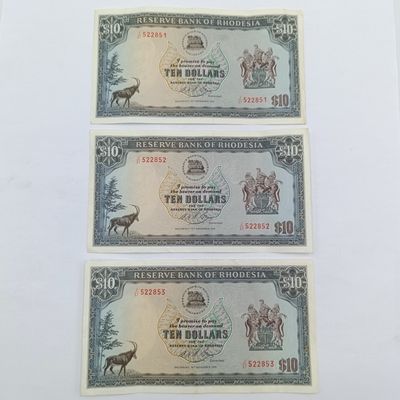 RESERVE BANK OF RHODESIA
$10 $10
522851
I promise to pay
the bearer on demand
TEN DOLLARS
FOR THE
RESERVE BANK OF RHODESIA
522851
$10
RESERVE BANK OF RHODESIA
$10 $10
522852
I promise to pay
the bearer on demand
TEN DOLLARS
FOR THE
RESERVE BANK OF RHODESIA
522852
$10
RESERVE BANK OF RHODESIA
$10 $10
522853
I promise to pay
the bearer on demand
TEN DOLLARS
FOR THE
RESERVE BANK OF RHODESIA
522853
$10